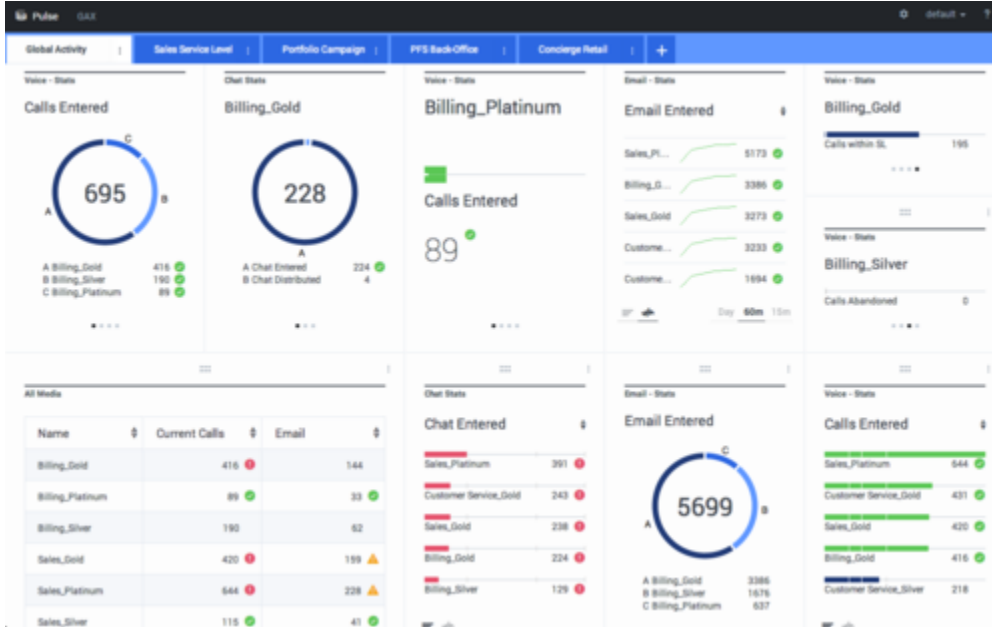 Pulse GAX default ?
Global Activity Sales Service Level Portfolio Campaign PFS Back-Office Concierge Retail +
Voice - Stats
Calls Entered
C
695
A
B
A Billing_Gold 416
B Billing_Silver 190
C Billing_Platinum 89
Chat Stats
Billing_Gold
228
A
A Chat Entered 224
B Chat Distributed 4
Voice - Stats
Billing_Platinum
Calls Entered
89
Email - Stats
Email Entered
Sales_Pl... 5173
Billing_G... 3386
Sales_Gold 3273
Custome... 3233
Custome... 1694
Day 60m 15m
Voice - Stats
Billing_Gold
Calls within SL 195
Voice - Stats
Billing_Silver
Calls Abandoned 0
All Media
Name Current Calls Email
Billing_Gold 416 144
Billing_Platinum 89 33
Billing_Silver 190 62
Sales_Gold 420 159
Sales_Platinum 644 228
Sales_Silver 115 41
Chat Stats
Chat Entered
Sales_Platinum 391
Customer Service_Gold 243
Sales_Gold 238
Billing_Gold 224
Billing_Silver 129
Email - Stats
Email Entered
C
5699
A
B
A Billing_Gold 3386
B Billing_Silver 1676
C Billing_Platinum 637
Voice - Stats
Calls Entered
Sales_Platinum 644
Customer Service_Gold 431
Sales_Gold 420
Billing_Gold 416
Customer Service_Silver 218